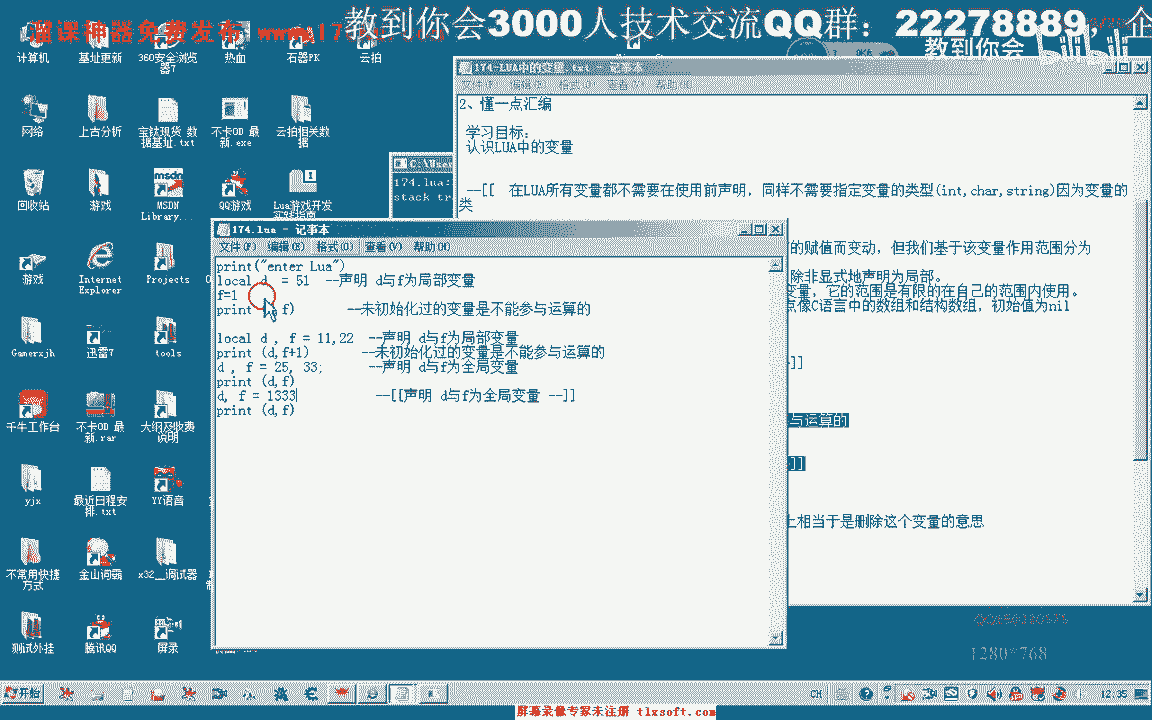 教到你会3000人技术交流QQ群：22278889，企
溜课神器免费发布 www.17
教到你会
bilibili
计算机
基址更新
360安全浏览器7
热血
石器PK
云拍
网络
上古分析
宝钛现货 数据基址.txt
不卡OD 最新.exe
云拍相关数据
回收站
游戏
MSDN Library...
QQ游戏
Lua游戏开发实践指南
游戏
Internet Explorer
Projects
Gamerxjh
迅雷7
tools
千牛工作台
不卡OD 最新.rar
大纲及收费说明
yjx
最近日程安排.txt
YY语音
不常用快捷方式
金山词霸
x32__调试器
测试外挂
腾讯QQ
屏录
174-LUA中的变量.txt - 记事本
文件(F) 编辑(E) 格式(O) 查看(V) 帮助(H)
2、懂一点汇编
学习目标：
认识LUA中的变量
--[[ 在LUA所有变量都不需要在使用前声明，同样不需要指定变量的类型(int,char,string)因为变量的
类
的赋值而变动，但我们基于该变量作用范围分为
除非显式地声明为局部。
变量，它的范围是有限的在自己的范围内使用。
点像C语言中的数组和结构数组，初始值为nil
-]]
与运算的
]]
上相当于是删除这个变量的意思
C:\User
174.lua:
stack tr
174.lua - 记事本
文件(F) 编辑(E) 格式(O) 查看(V) 帮助(H)
print("enter Lua")
local d = 51 --声明 d与f为局部变量
f=1
print f) --未初始化过的变量是不能参与运算的
local d , f = 11,22 --声明 d与f为局部变量
print (d,f+1) --未初始化过的变量是不能参与运算的
d , f = 25, 33; --声明 d与f为全局变量
print (d,f)
d, f = 1333 --[[声明 d与f为全局变量 --]]
print (d,f)
1280*768
开始
CH
12:35
屏幕录像专家未注册 tlxsoft.com